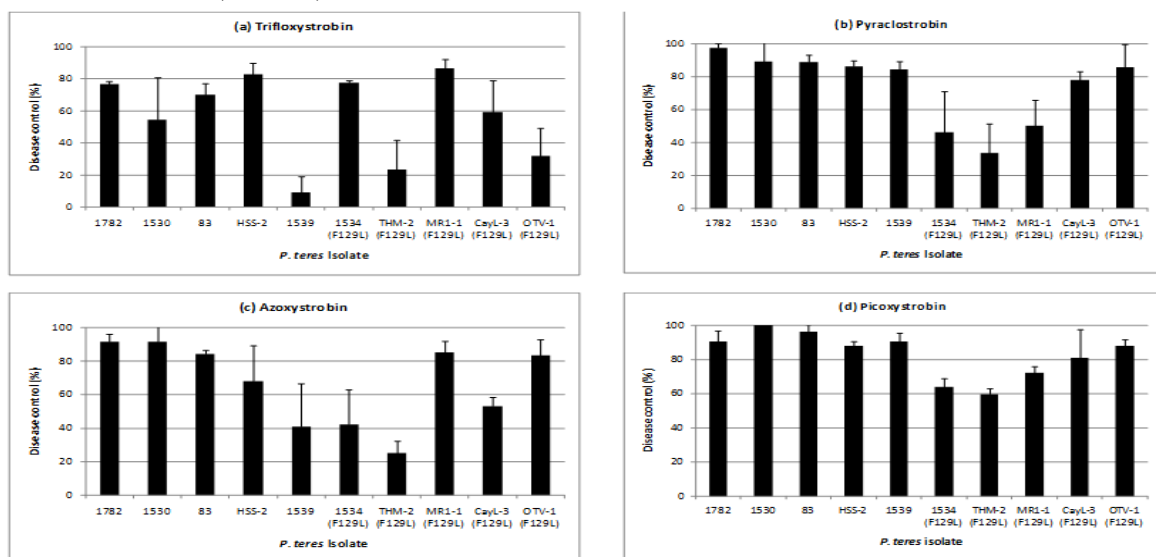 (a) Trifloxystrobin
Disease control (%)
100
80
60
40
20
0
1782 1530 83 HSS-2 1539 1534 THM-2 MR1-1 CayL-3 OTV-1
(F129L) (F129L) (F129L) (F129L) (F129L)
P. teres Isolate
(b) Pyraclostrobin
Disease control (%)
100
80
60
40
20
0
1782 1530 83 HSS-2 1539 1534 THM-2 MR1-1 CayL-3 OTV-1
(F129L) (F129L) (F129L) (F129L) (F129L)
P. teres Isolate
(c) Azoxystrobin
Disease control (%)
100
80
60
40
20
0
1782 1530 83 HSS-2 1539 1534 THM-2 MR1-1 CayL-3 OTV-1
(F129L) (F129L) (F129L) (F129L) (F129L)
P. teres Isolate
(d) Picoxystrobin
Disease control (%)
100
80
60
40
20
0
1782 1530 83 HSS-2 1539 1534 THM-2 MR1-1 CayL-3 OTV-1
(F129L) (F129L) (F129L) (F129L) (F129L)
P. teres Isolate